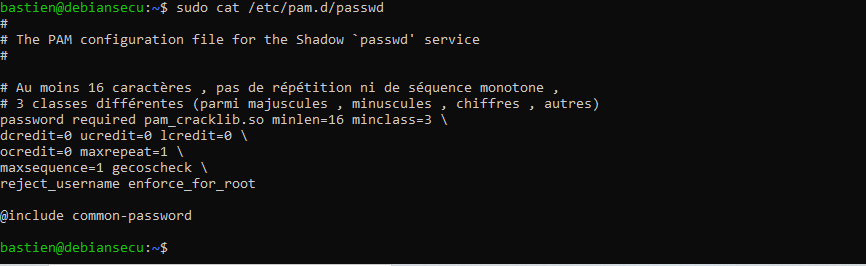 bastien@debiansecu:~$ sudo cat /etc/pam.d/passwd
#
# The PAM configuration file for the Shadow `passwd' service
#
# Au moins 16 caractères , pas de répétition ni de séquence monotone ,
# 3 classes différentes (parmi majuscules , minuscules , chiffres , autres)
password required pam_cracklib.so minlen=16 minclass=3 \
dcredit=0 ucredit=0 lcredit=0 \
ocredit=0 maxrepeat=1 \
maxsequence=1 gecoscheck \
reject_username enforce_for_root
@include common-password
bastien@debiansecu:~$